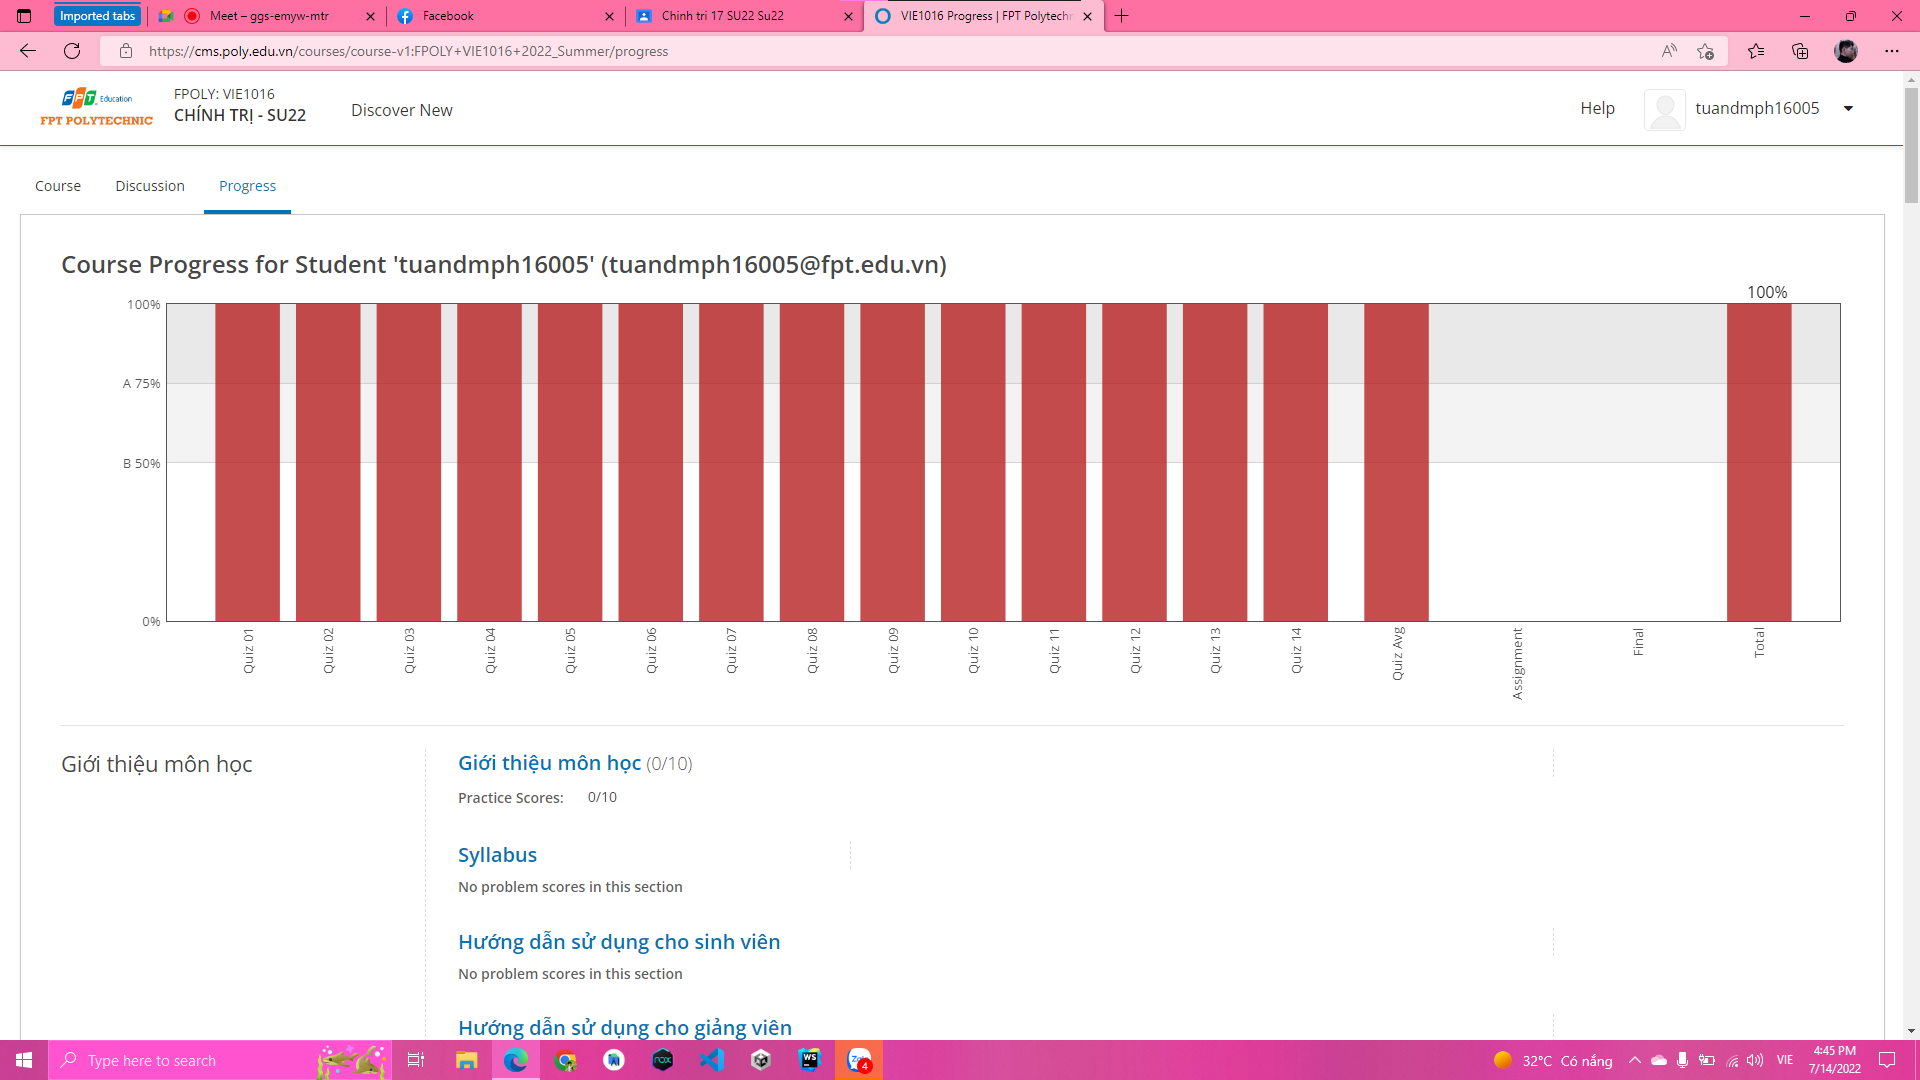 Imported tabs
Meet – ggs-emyw-mtr
Facebook
Chinh tri 17 SU22 Su22
VIE1016 Progress | FPT Polytechn
https://cms.poly.edu.vn/courses/course-v1:FPOLY+VIE1016+2022_Summer/progress
FPT Education
FPT POLYTECHNIC
FPOLY: VIE1016
CHÍNH TRỊ - SU22
Discover New
Help
tuandmph16005
Course
Discussion
Progress
Course Progress for Student 'tuandmph16005' (tuandmph16005@fpt.edu.vn)
100%
100%
A 75%
B 50%
0%
Quiz 01
Quiz 02
Quiz 03
Quiz 04
Quiz 05
Quiz 06
Quiz 07
Quiz 08
Quiz 09
Quiz 10
Quiz 11
Quiz 12
Quiz 13
Quiz 14
Quiz Avg
Assignment
Final
Total
Giới thiệu môn học
Giới thiệu môn học (0/10)
Practice Scores: 0/10
Syllabus
No problem scores in this section
Hướng dẫn sử dụng cho sinh viên
No problem scores in this section
Hướng dẫn sử dụng cho giảng viên
Type here to search
rox
WS
Zalo
4
32°C Có nắng
VIE
4:45 PM
7/14/2022